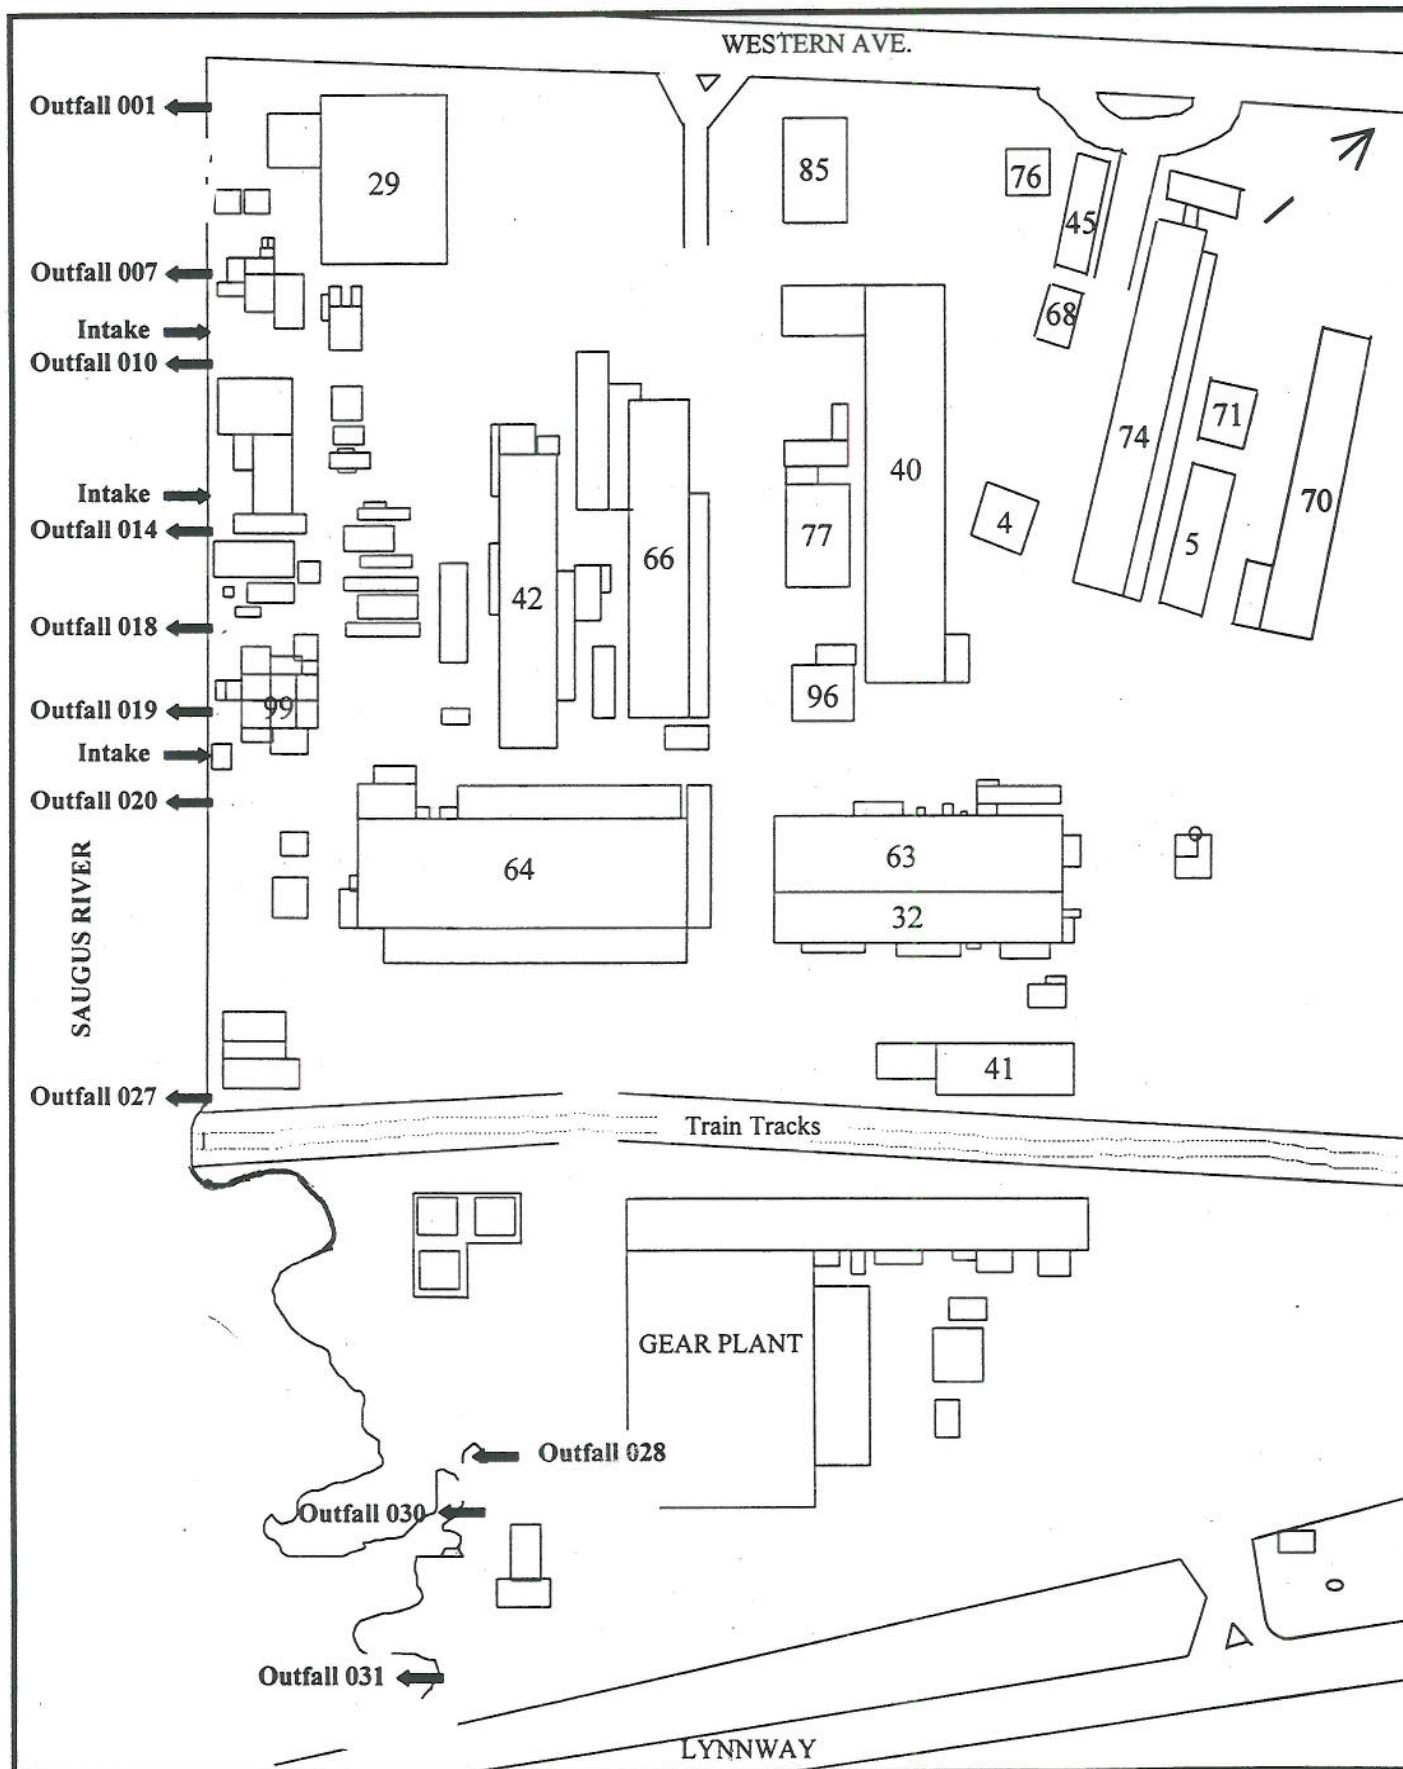 WESTERN AVE.
Outfall 001
29
85
76
45
Outfall 007
68
Intake
Outfall 010
71
74
40
70
Intake
4
Outfall 014
77
5
66
42
Outfall 018
96
99
Outfall 019
Intake
Outfall 020
63
64
32
SAUGUS RIVER
41
Outfall 027
Train Tracks
GEAR PLANT
Outfall 028
Outfall 030
Outfall 031
LYNNWAY